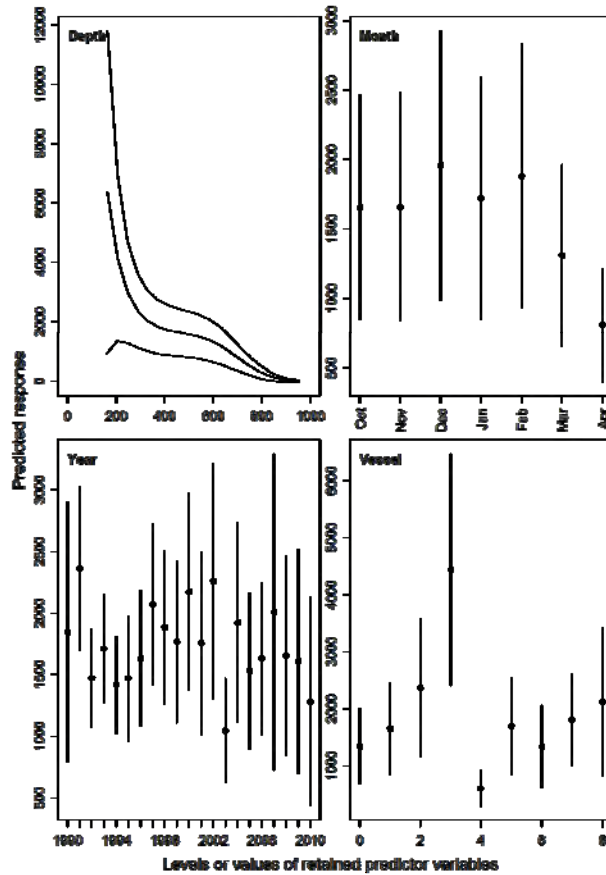 Predicted response
Depth
12000
10000
8000
6000
4000
2000
0
0 200 400 600 800 1000
Month
3000
2500
2000
1500
1000
500
Oct Nov Dec Jan Feb Mar Apr
Year
3000
2500
2000
1500
1000
500
1990 1994 1998 2002 2006 2010
Vessel
6000
5000
4000
3000
2000
1000
0 2 4 6 8
Levels or values of retained predictor variables